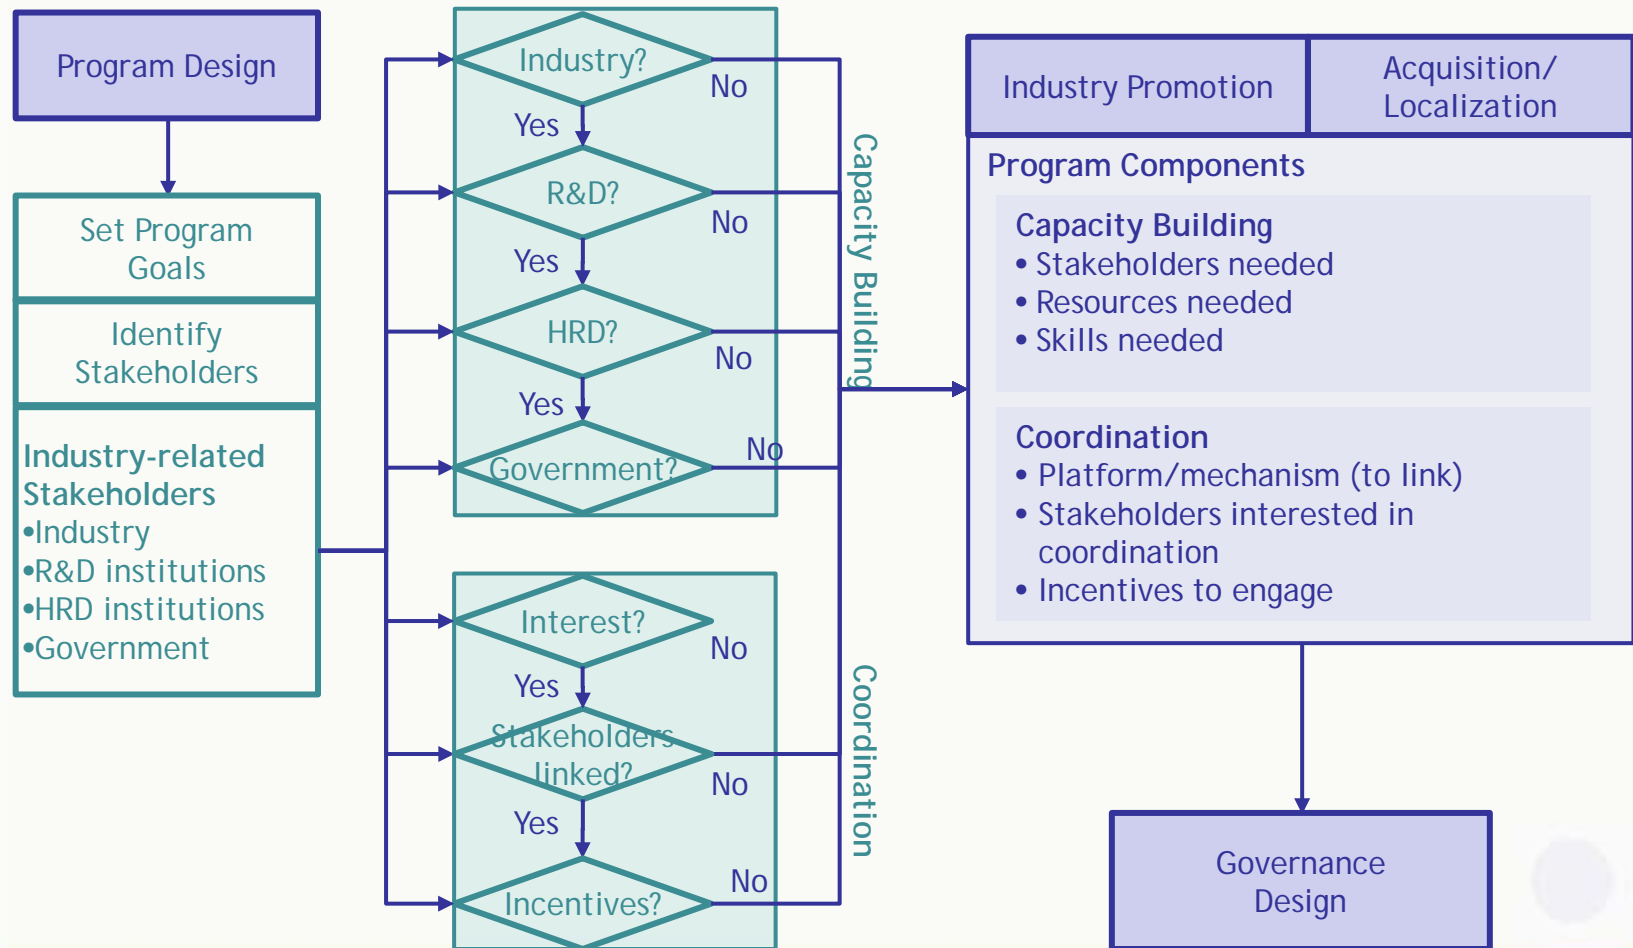 Program Design
Set Program
Goals
Identify
Stakeholders
Industry-related
Stakeholders
•Industry
•R&D institutions
•HRD institutions
•Government
Industry?
No
Yes
R&D?
No
Yes
HRD?
No
Yes
Government?
No
Capacity Building
Interest?
No
Yes
Stakeholders
linked?
No
Yes
Incentives?
No
Coordination
Industry Promotion
Acquisition/
Localization
Program Components
Capacity Building
• Stakeholders needed
• Resources needed
• Skills needed
Coordination
• Platform/mechanism (to link)
• Stakeholders interested in
coordination
• Incentives to engage
Governance
Design